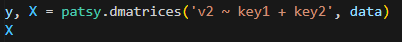 y, X = patsy.dmatrices('v2 ~ key1 + key2', data)
X